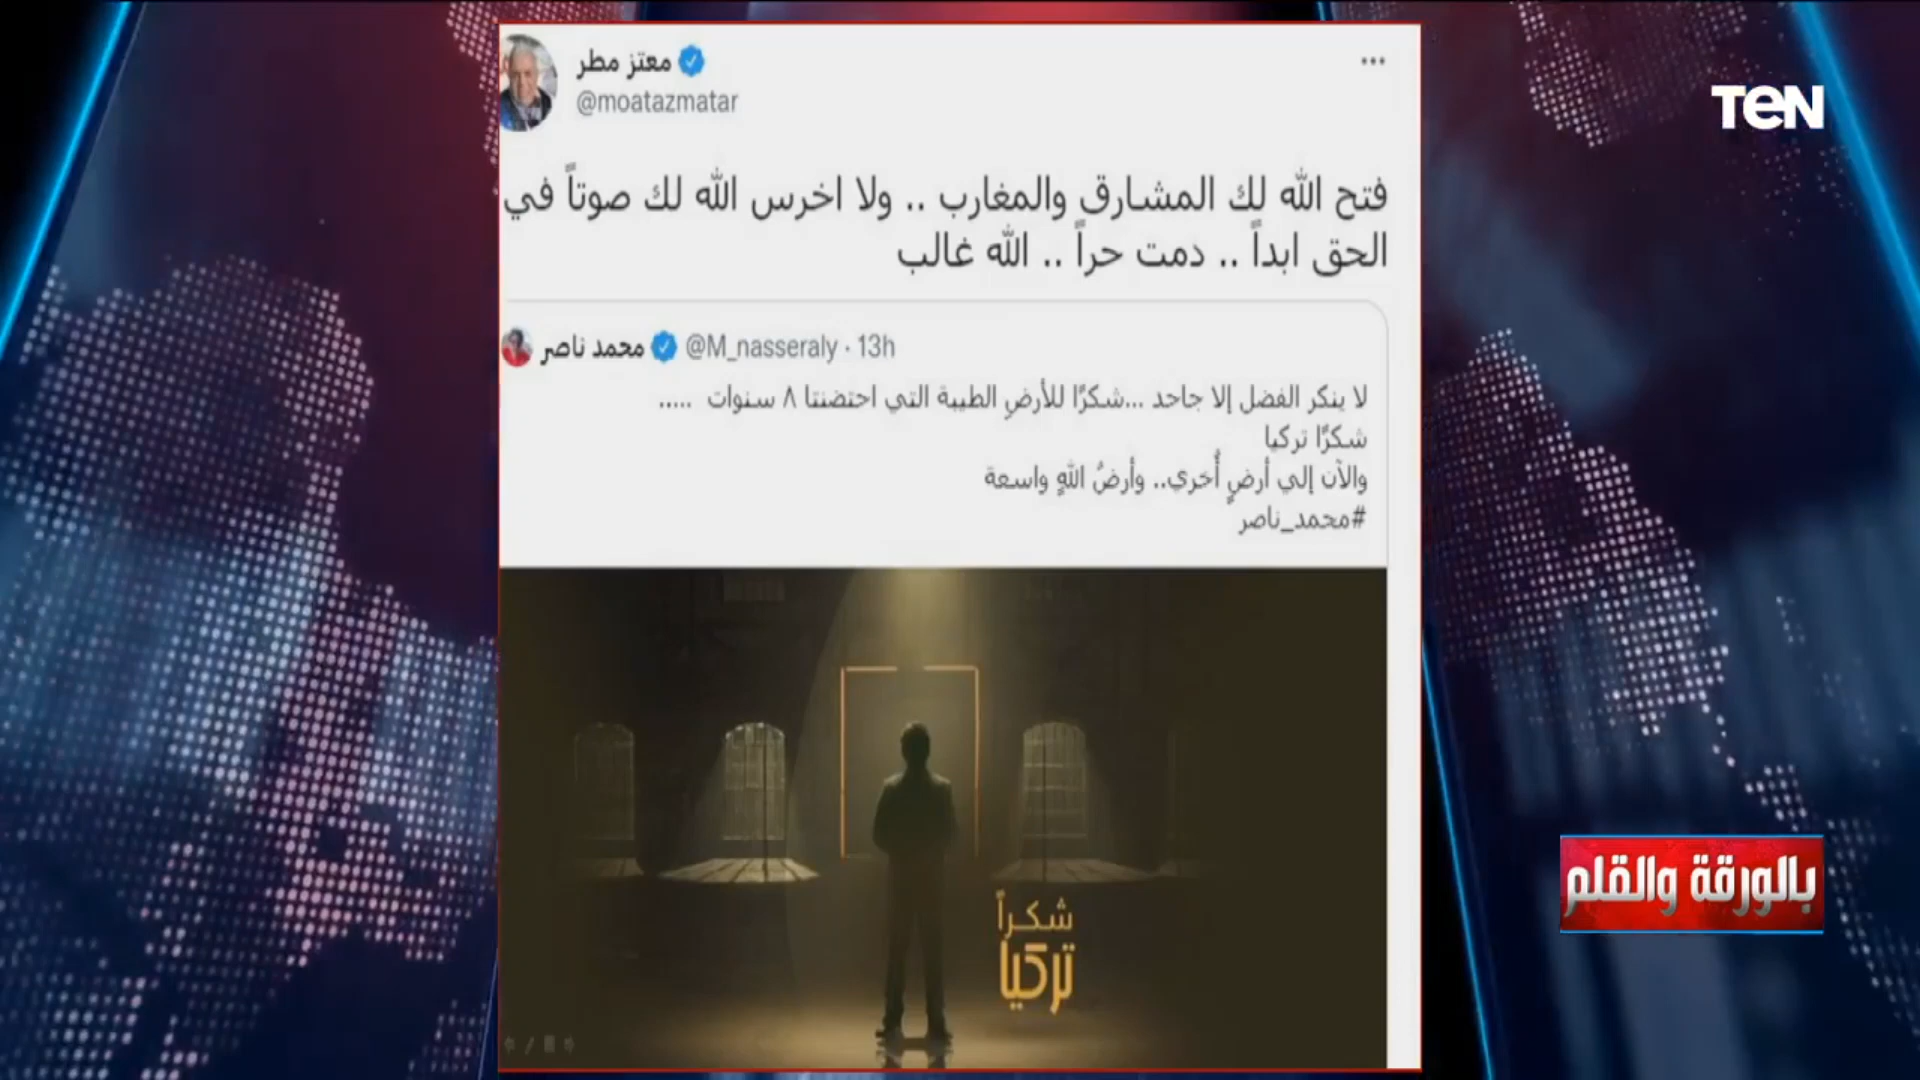 معتز مطر
@moatazmatar
TeN
فتح الله لك المشارق والمغارب .. ولا اخرس الله لك صوتاً في
الحق ابداً .. دمت حراً .. الله غالب
محمد ناصر @M_nasseraly · 13h
لا ينكر الفضل إلا جاحد ...شكرًا للأرضِ الطيبة التي احتضنتا ٨ سنوات .....
شكرًا تركيا
والآن إلي أرضٍ أُخري.. وأرضُ اللهِ واسعة
#محمد_ناصر
شكراً
تركيا
بالورقة والقلم